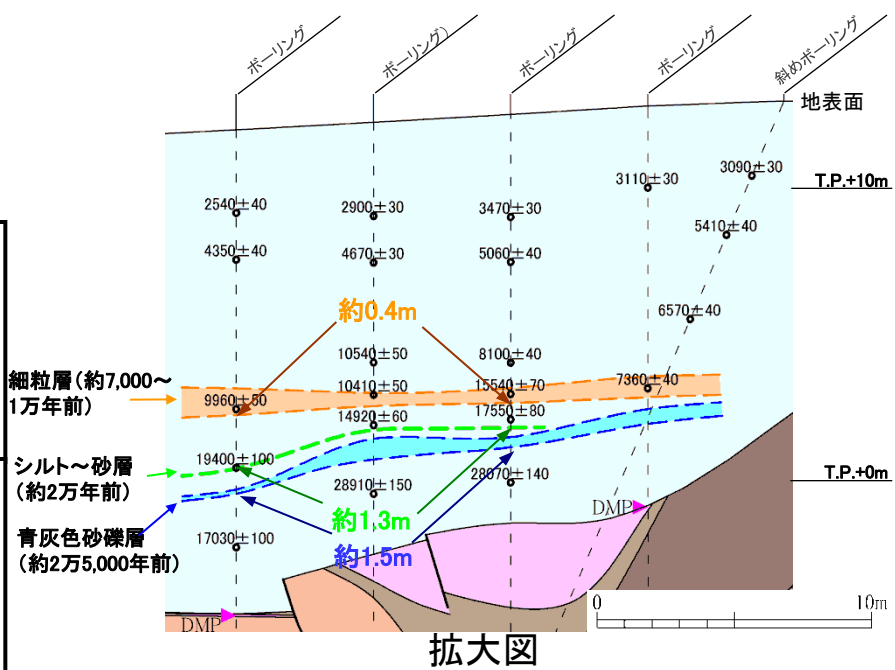 ボーリング
ボーリング）
ボーリング
ボーリング
斜めボーリング
地表面
T.P.+10m
3090±30
3110±30
2540±40
2900±30
3470±30
5410±40
4350±40
4670±30
5060±40
6570±40
約0.4m
10540±50
8100±40
細粒層（約7,000～
1万年前）
9960±50
10410±50
15540±70
7360±40
14920±60
17550±80
シルト～砂層
（約2万年前）
19400±100
28910±150
28070±140
T.P.+0m
約1.3m
DMP
青灰色砂礫層
（約2万5,000年前）
17030±100
約1.5m
DMP
0
10m
拡大図